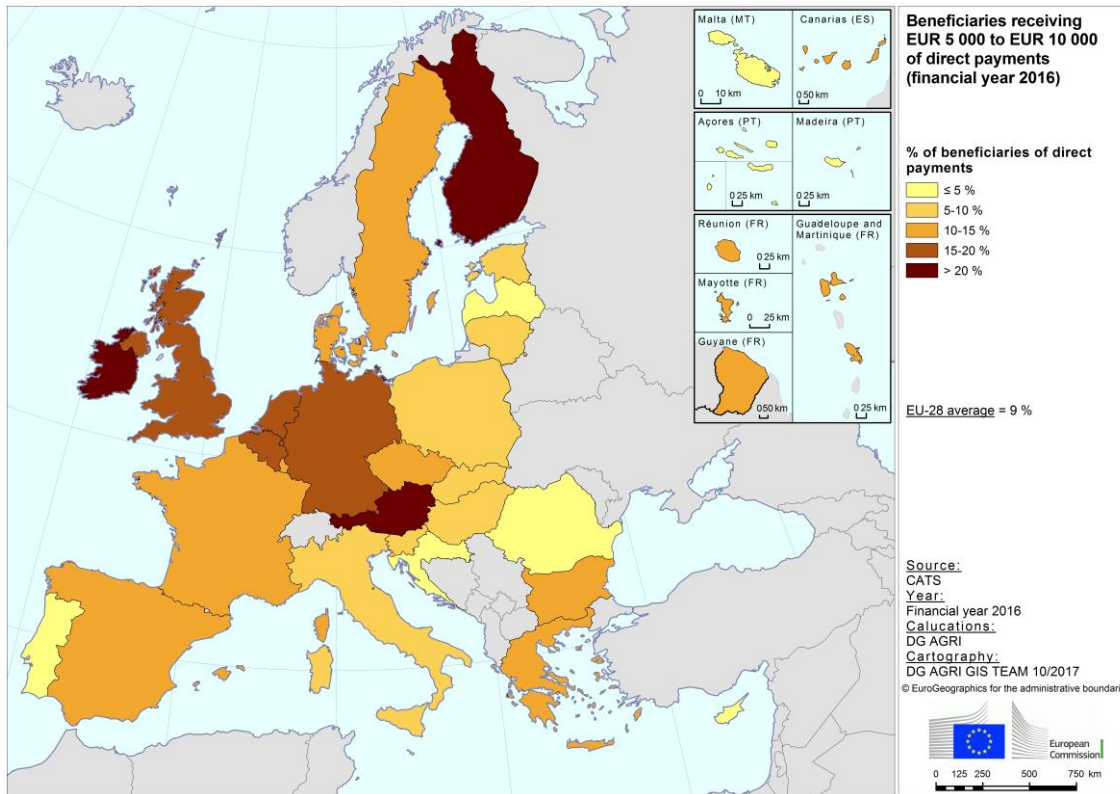 Malta (MT)
0 10 km
Canarias (ES)
0 50 km
Açores (PT)
0 25 km
Madeira (PT)
0 25 km
Réunion (FR)
0 25 km
Mayotte (FR)
0 25 km
Guyane (FR)
0 50 km
Guadeloupe and
Martinique (FR)
0 25 km
Beneficiaries receiving
EUR 5 000 to EUR 10 000
of direct payments
(financial year 2016)
% of beneficiaries of direct
payments
≤ 5 %
5-10 %
10-15 %
15-20 %
> 20 %
EU-28 average = 9 %
Source:
CATS
Year:
Financial year 2016
Calucations:
DG AGRI
Cartography:
DG AGRI GIS TEAM 10/2017
© EuroGeographics for the administrative boundari
European
Commission
0 125 250 500 750 km